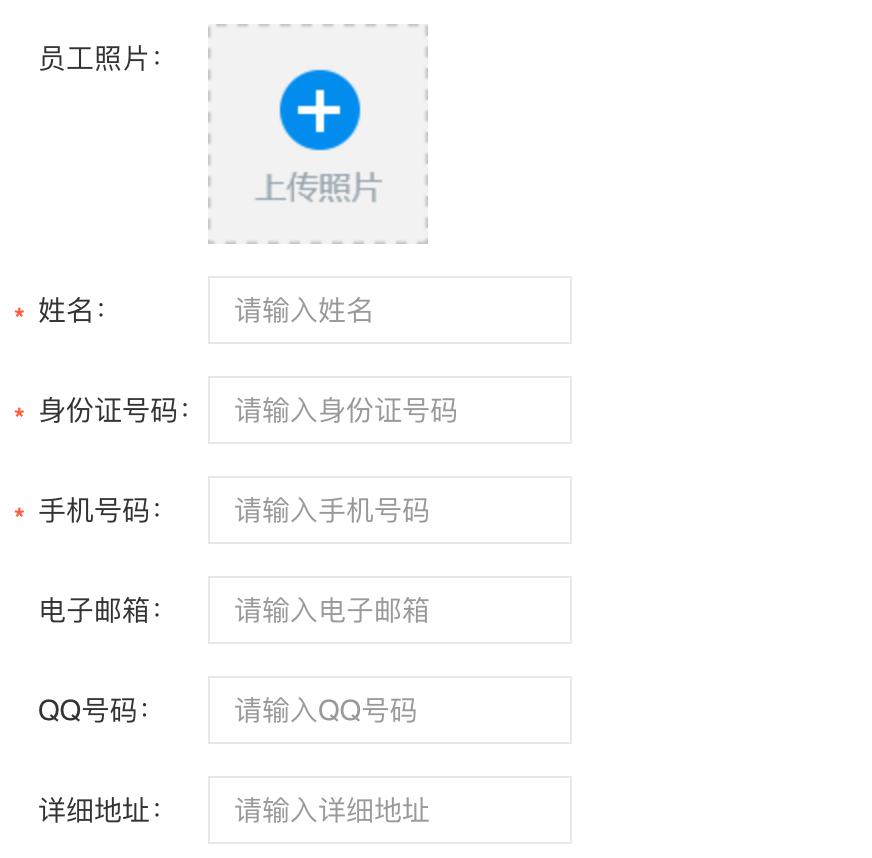 员工照片：
上传照片
* 姓名： 请输入姓名
* 身份证号码： 请输入身份证号码
* 手机号码： 请输入手机号码
电子邮箱： 请输入电子邮箱
QQ号码： 请输入QQ号码
详细地址： 请输入详细地址